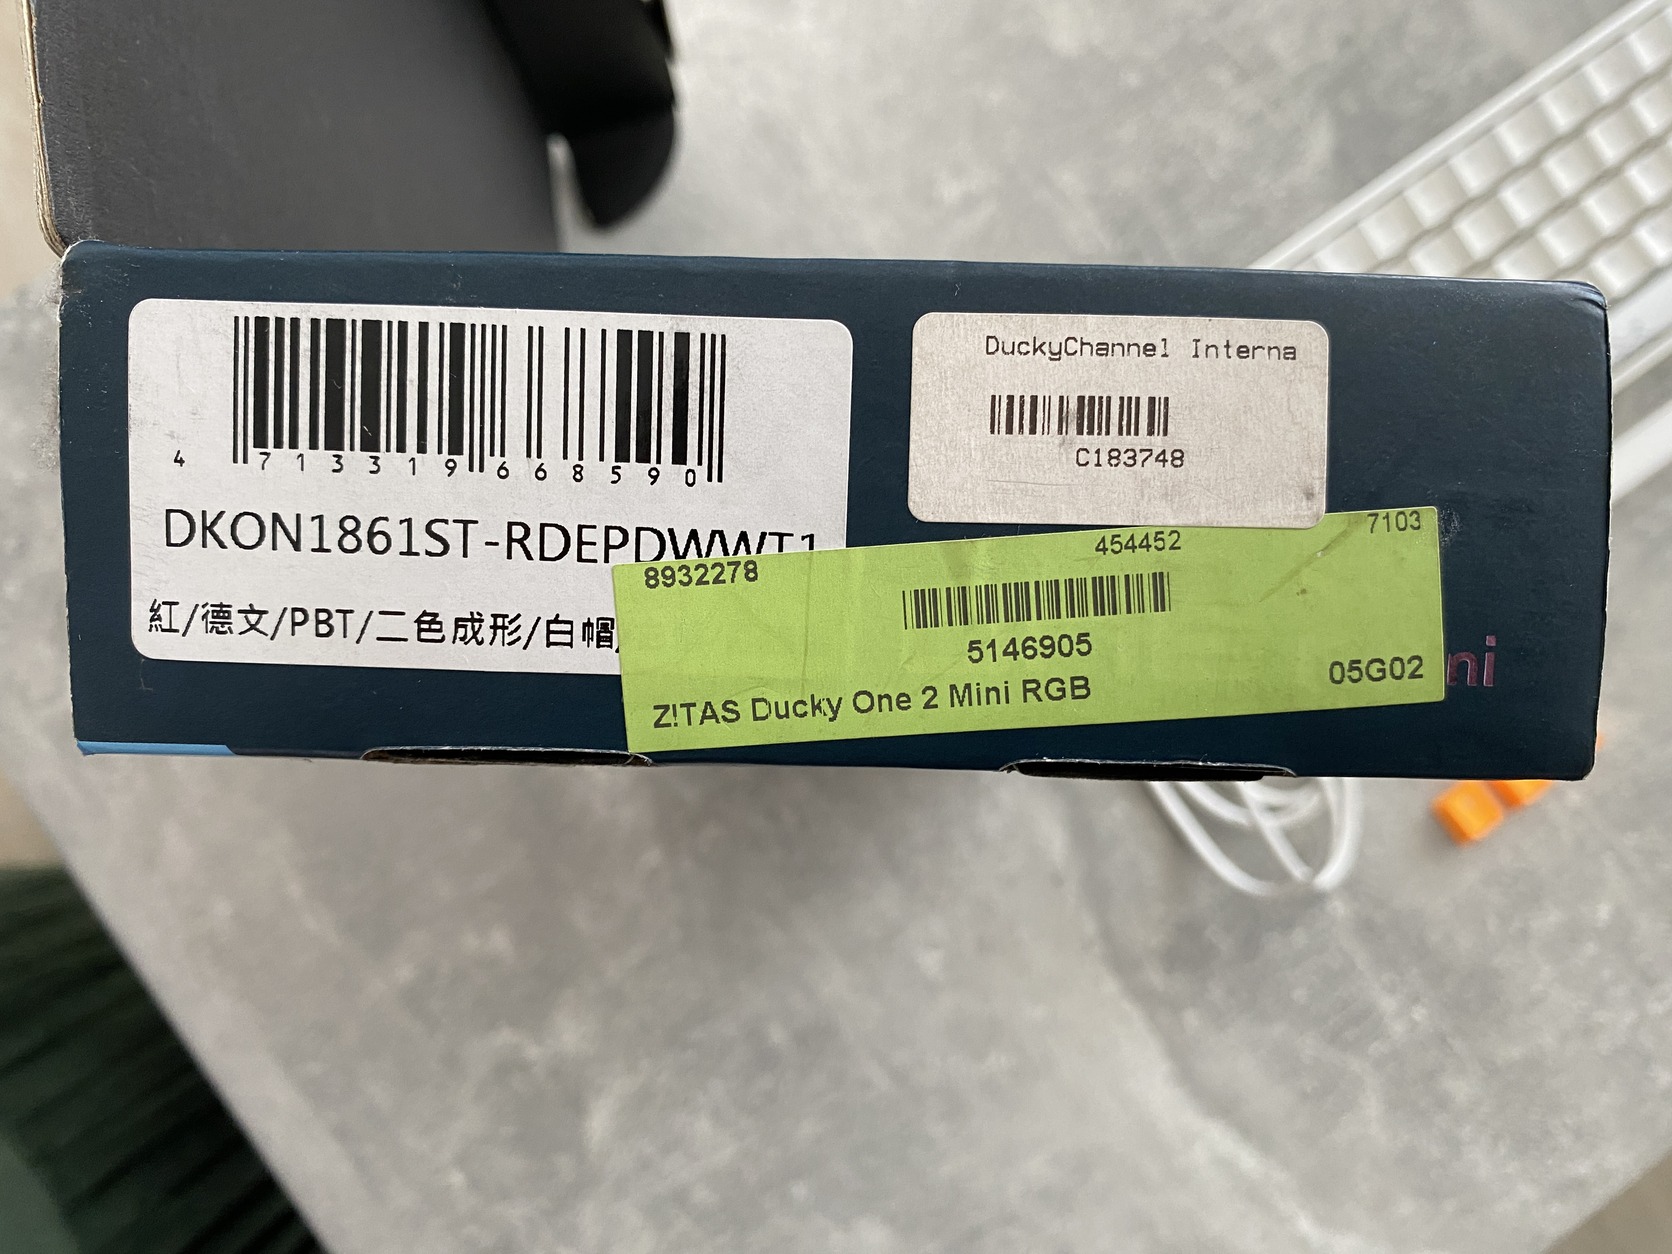 4 713319 668590
DKON1861ST-RDEPDWWT1
紅/德文/PBT/二色成形/白帽
DuckyChannel Interna
C183748
8932278
454452
7103
5146905
Z!TAS Ducky One 2 Mini RGB
05G02
ni